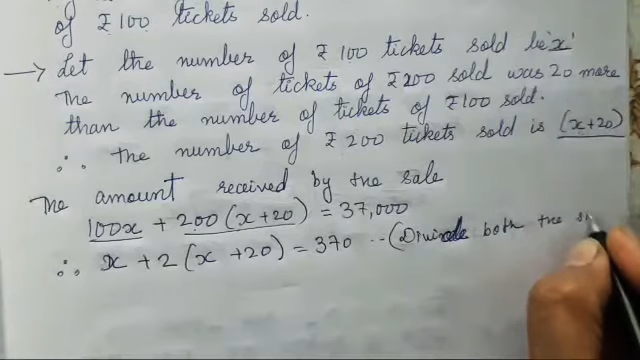 of ₹100 tickets sold.
→ Let the number of ₹100 tickets sold be 'x'
The number of tickets of ₹200 sold was 20 more
than the number of tickets of ₹100 sold.
∴ the number of ₹200 tickets sold is (x+20)
The amount received by the sale
100x + 200(x+20) = 37,000
∴ x + 2(x+20) = 370 --(Divide both the s